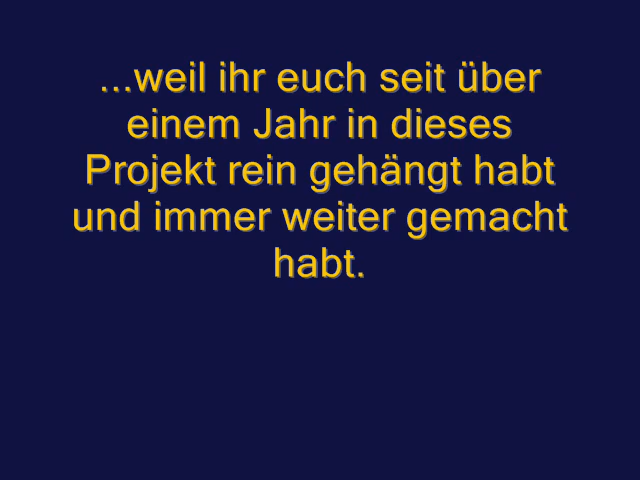 ...weil ihr euch seit über
einem Jahr in dieses
Projekt rein gehängt habt
und immer weiter gemacht
habt.